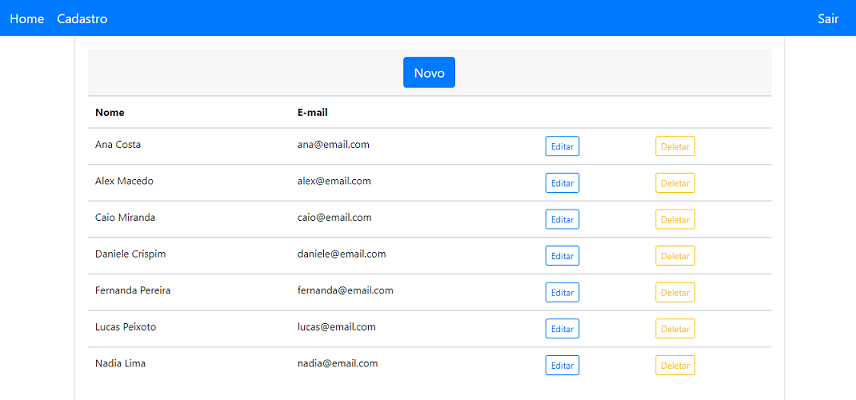 Home Cadastro Sair
Novo
Nome E-mail
Ana Costa ana@email.com Editar Deletar
Alex Macedo alex@email.com Editar Deletar
Caio Miranda caio@email.com Editar Deletar
Daniele Crispim daniele@email.com Editar Deletar
Fernanda Pereira fernanda@email.com Editar Deletar
Lucas Peixoto lucas@email.com Editar Deletar
Nadia Lima nadia@email.com Editar Deletar